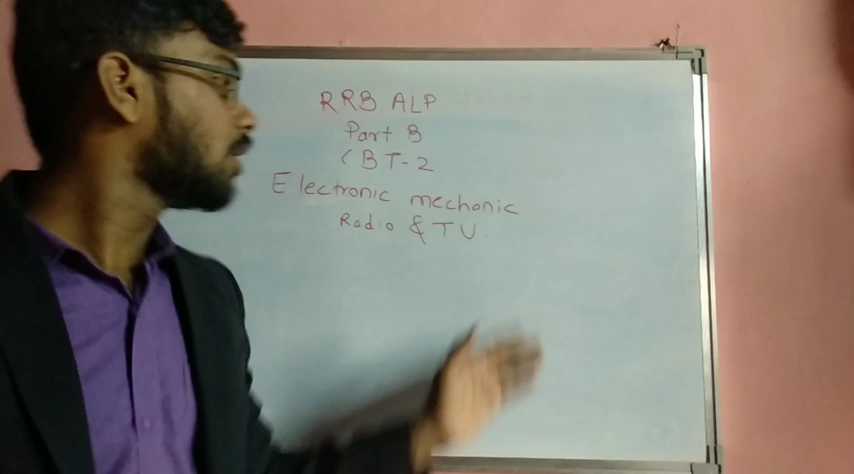 RRB ALP
Part B
CBT-2
Electronic mechanic
Radio & TV